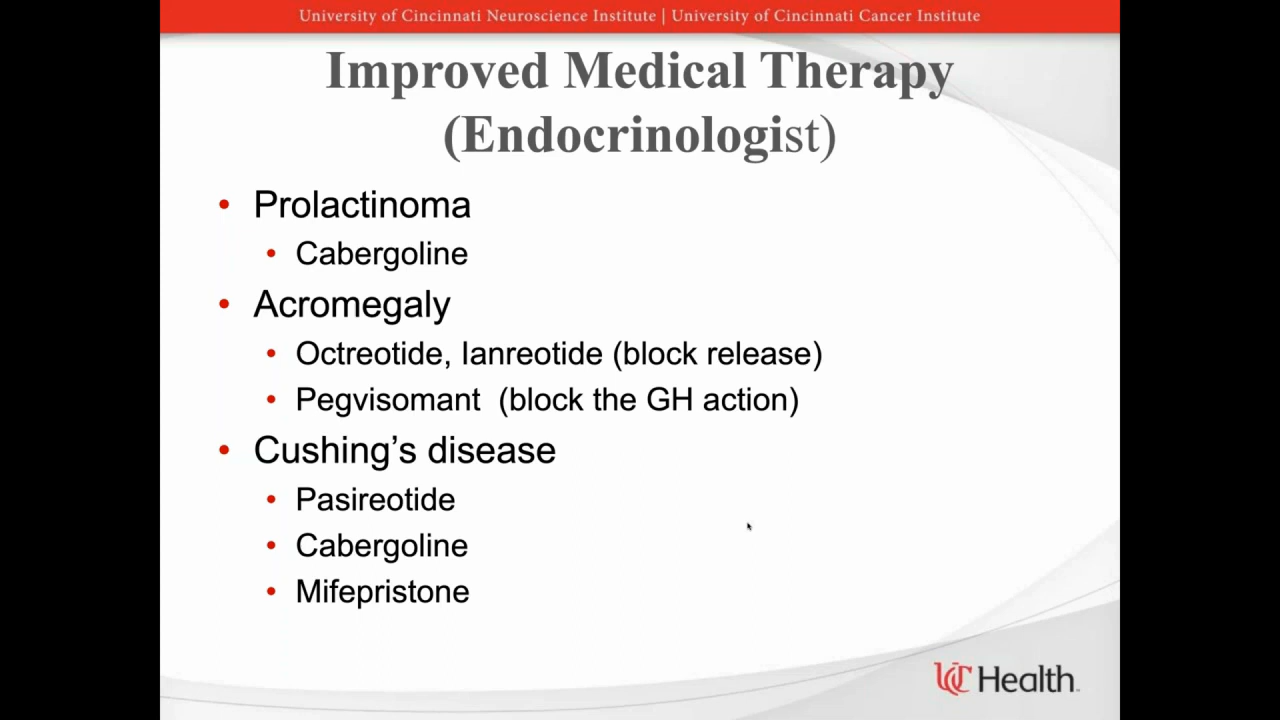 University of Cincinnati Neuroscience Institute | University of Cincinnati Cancer Institute
Improved Medical Therapy
(Endocrinologist)
• Prolactinoma
• Cabergoline
• Acromegaly
• Octreotide, lanreotide (block release)
• Pegvisomant (block the GH action)
• Cushing’s disease
• Pasireotide
• Cabergoline
• Mifepristone
UC Health